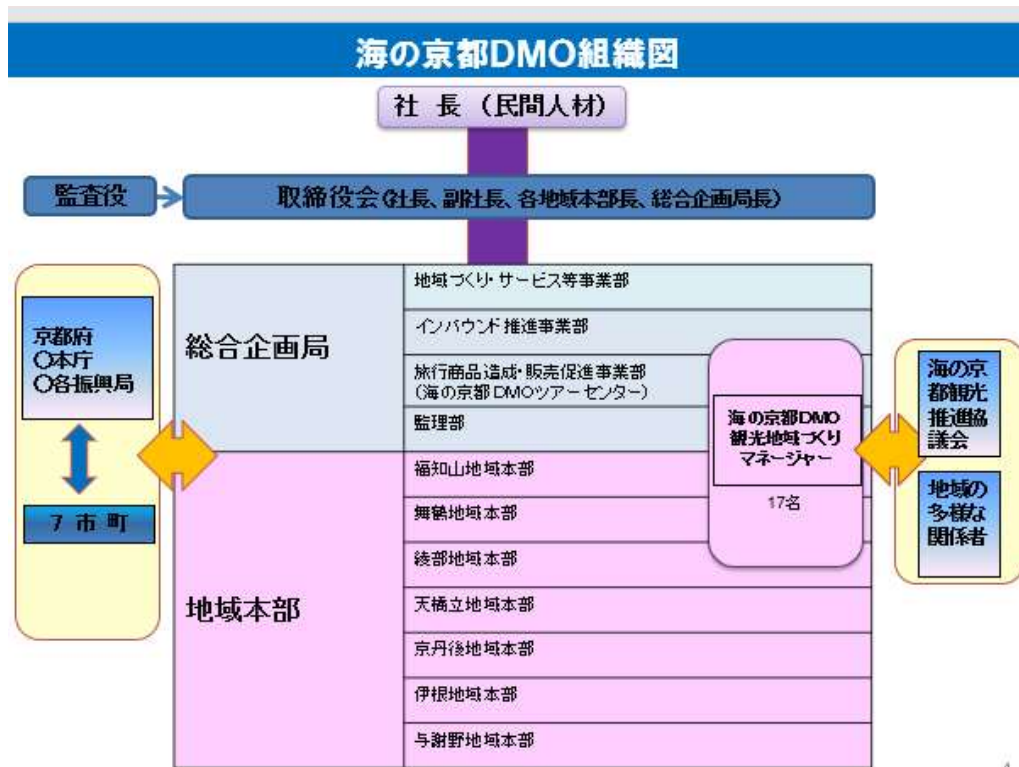 海の京都DMO組織図
社 長 （民間人材）
監査役
取締役会（社長、副社長、各地域本部長、総合企画局長）
京都府
〇本庁
〇各振興局
7 市 町
総合企画局
地域づくり・サービス等事業部
インバウンド推進事業部
旅行商品造成・販売促進事業部
（海の京都DMOツアーセンター）
監理部
地域本部
福知山地域本部
舞鶴地域本部
綾部地域本部
天橋立地域本部
京丹後地域本部
伊根地域本部
与謝野地域本部
海の京都DMO
観光地域づくり
マネージャー
17名
海の京
都観光
推進協
議会
地域の
多様な
関係者